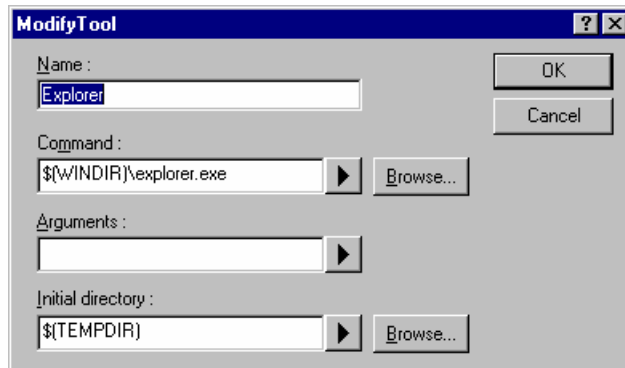 ModifyTool
Name :
OK
Explorer
Cancel
Command :
$(WINDIR)\explorer.exe
Browse...
Arguments :
Initial directory :
$(TEMPDIR)
Browse...